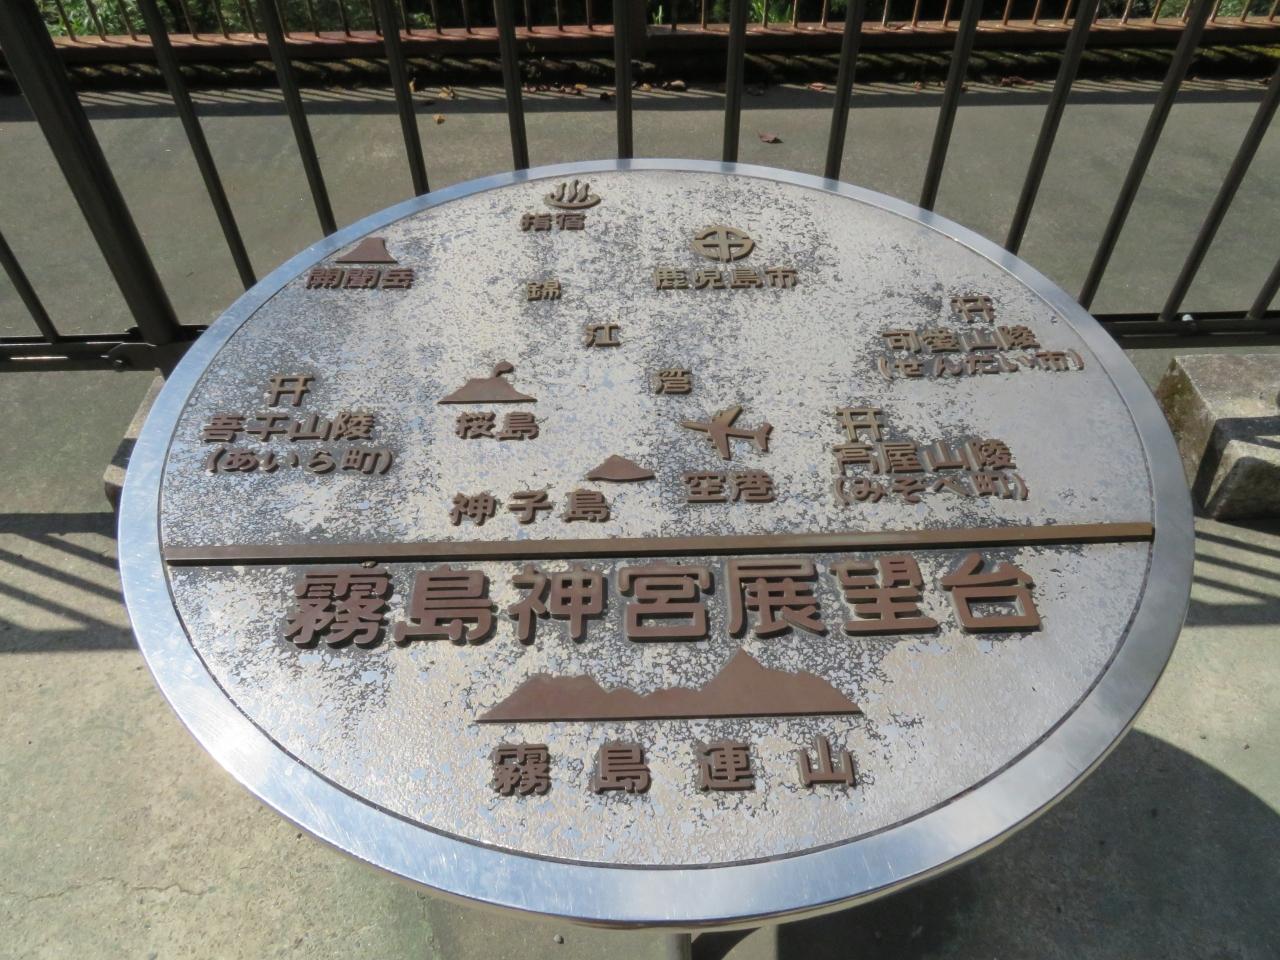 指宿
鹿児島市
開聞岳
錦
江
湾
可愛山陵
(せんだい市)
吾平山陵
(あいら町)
桜島
高屋山陵
(みぞべ町)
空港
神子島
霧島神宮展望台
霧島連山